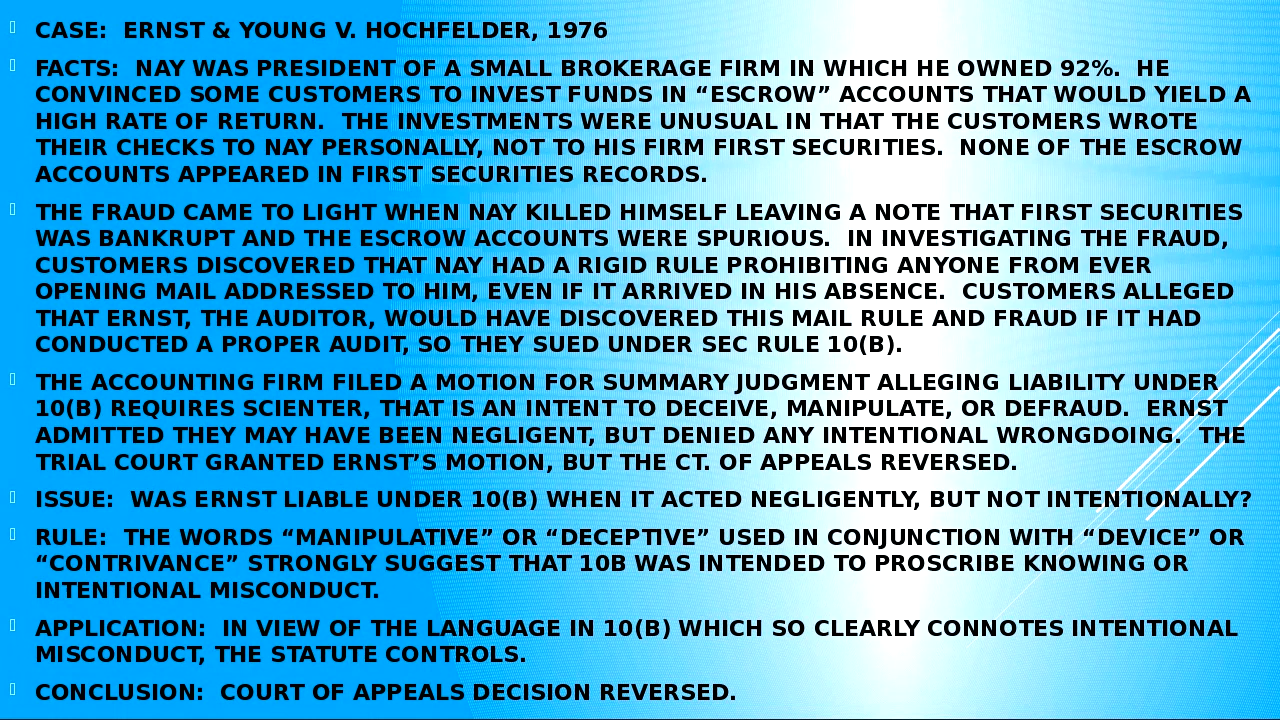 CASE: ERNST & YOUNG V. HOCHFELDER, 1976
FACTS: NAY WAS PRESIDENT OF A SMALL BROKERAGE FIRM IN WHICH HE OWNED 92%. HE
CONVINCED SOME CUSTOMERS TO INVEST FUNDS IN “ESCROW” ACCOUNTS THAT WOULD YIELD A
HIGH RATE OF RETURN. THE INVESTMENTS WERE UNUSUAL IN THAT THE CUSTOMERS WROTE
THEIR CHECKS TO NAY PERSONALLY, NOT TO HIS FIRM FIRST SECURITIES. NONE OF THE ESCROW
ACCOUNTS APPEARED IN FIRST SECURITIES RECORDS.
THE FRAUD CAME TO LIGHT WHEN NAY KILLED HIMSELF LEAVING A NOTE THAT FIRST SECURITIES
WAS BANKRUPT AND THE ESCROW ACCOUNTS WERE SPURIOUS. IN INVESTIGATING THE FRAUD,
CUSTOMERS DISCOVERED THAT NAY HAD A RIGID RULE PROHIBITING ANYONE FROM EVER
OPENING MAIL ADDRESSED TO HIM, EVEN IF IT ARRIVED IN HIS ABSENCE. CUSTOMERS ALLEGED
THAT ERNST, THE AUDITOR, WOULD HAVE DISCOVERED THIS MAIL RULE AND FRAUD IF IT HAD
CONDUCTED A PROPER AUDIT, SO THEY SUED UNDER SEC RULE 10(B).
THE ACCOUNTING FIRM FILED A MOTION FOR SUMMARY JUDGMENT ALLEGING LIABILITY UNDER
10(B) REQUIRES SCIENTER, THAT IS AN INTENT TO DECEIVE, MANIPULATE, OR DEFRAUD. ERNST
ADMITTED THEY MAY HAVE BEEN NEGLIGENT, BUT DENIED ANY INTENTIONAL WRONGDOING. THE
TRIAL COURT GRANTED ERNST’S MOTION, BUT THE CT. OF APPEALS REVERSED.
ISSUE: WAS ERNST LIABLE UNDER 10(B) WHEN IT ACTED NEGLIGENTLY, BUT NOT INTENTIONALLY?
RULE: THE WORDS “MANIPULATIVE” OR “DECEPTIVE” USED IN CONJUNCTION WITH “DEVICE” OR
“CONTRIVANCE” STRONGLY SUGGEST THAT 10B WAS INTENDED TO PROSCRIBE KNOWING OR
INTENTIONAL MISCONDUCT.
APPLICATION: IN VIEW OF THE LANGUAGE IN 10(B) WHICH SO CLEARLY CONNOTES INTENTIONAL
MISCONDUCT, THE STATUTE CONTROLS.
CONCLUSION: COURT OF APPEALS DECISION REVERSED.